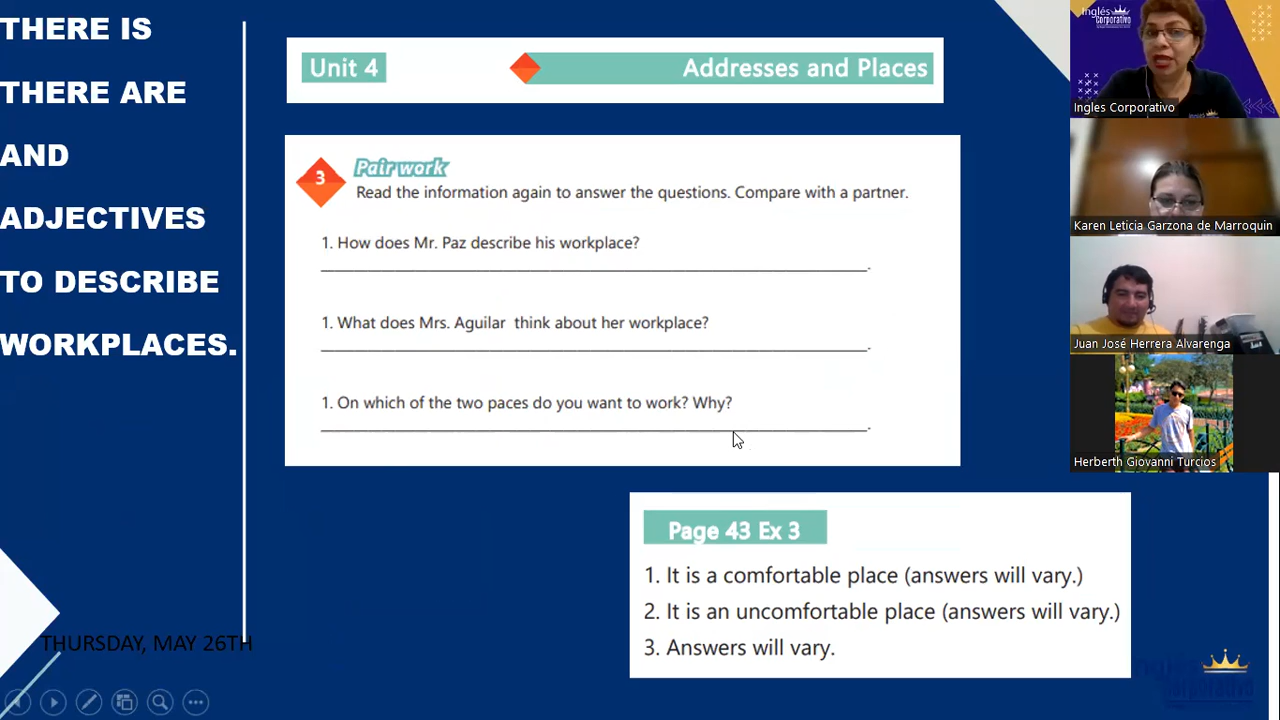 THERE IS
THERE ARE
AND
ADJECTIVES
TO DESCRIBE
WORKPLACES.
THURSDAY, MAY 26TH
Unit 4
Addresses and Places
3
Pair work
Read the information again to answer the questions. Compare with a partner.
1. How does Mr. Paz describe his workplace?
1. What does Mrs. Aguilar think about her workplace?
1. On which of the two paces do you want to work? Why?
Page 43 Ex 3
1. It is a comfortable place (answers will vary.)
2. It is an uncomfortable place (answers will vary.)
3. Answers will vary.
Inglés
Corporativo
Inglés
Corporativo
Ingles Corporativo
Karen Leticia Garzona de Marroquin
Juan José Herrera Alvarenga
Herberth Giovanni Turcios